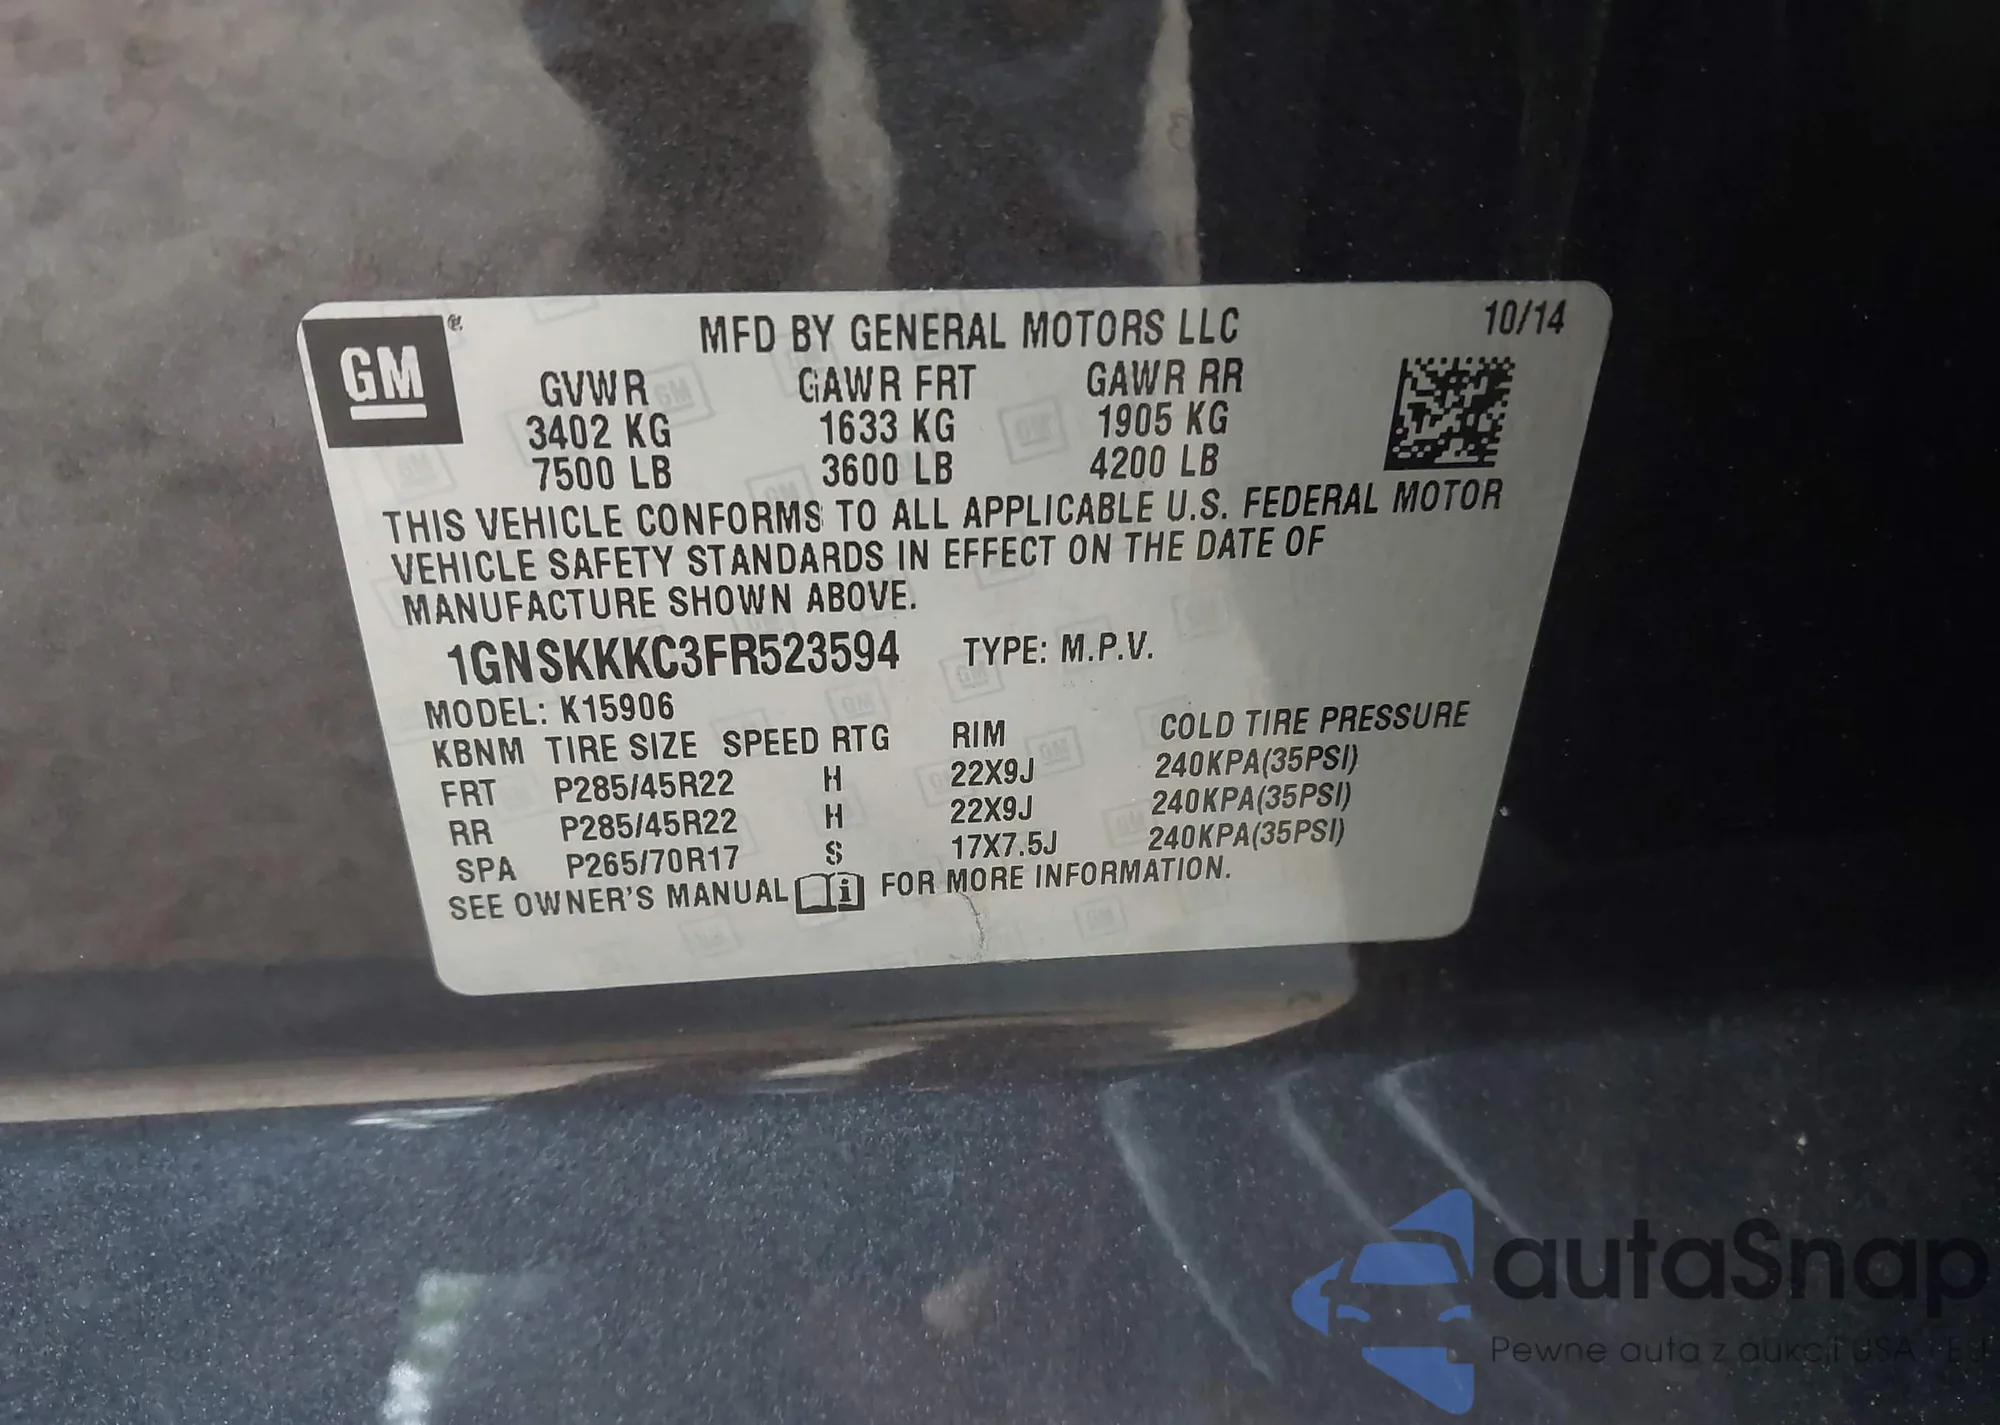 GM
MFD BY GENERAL MOTORS LLC 10/14
GVWR GAWR FRT GAWR RR
3402 KG 1633 KG 1905 KG
7500 LB 3600 LB 4200 LB
THIS VEHICLE CONFORMS TO ALL APPLICABLE U.S. FEDERAL MOTOR
VEHICLE SAFETY STANDARDS IN EFFECT ON THE DATE OF
MANUFACTURE SHOWN ABOVE.
1GNSKKKC3FR523594 TYPE: M.P.V.
MODEL: K15906
KBNM TIRE SIZE SPEED RTG RIM COLD TIRE PRESSURE
FRT P285/45R22 H 22X9J 240KPA(35PSI)
RR P285/45R22 H 22X9J 240KPA(35PSI)
SPA P265/70R17 S 17X7.5J 240KPA(35PSI)
SEE OWNER'S MANUAL i FOR MORE INFORMATION.
autaSnap
Pewne auta z aukcji USA i EU